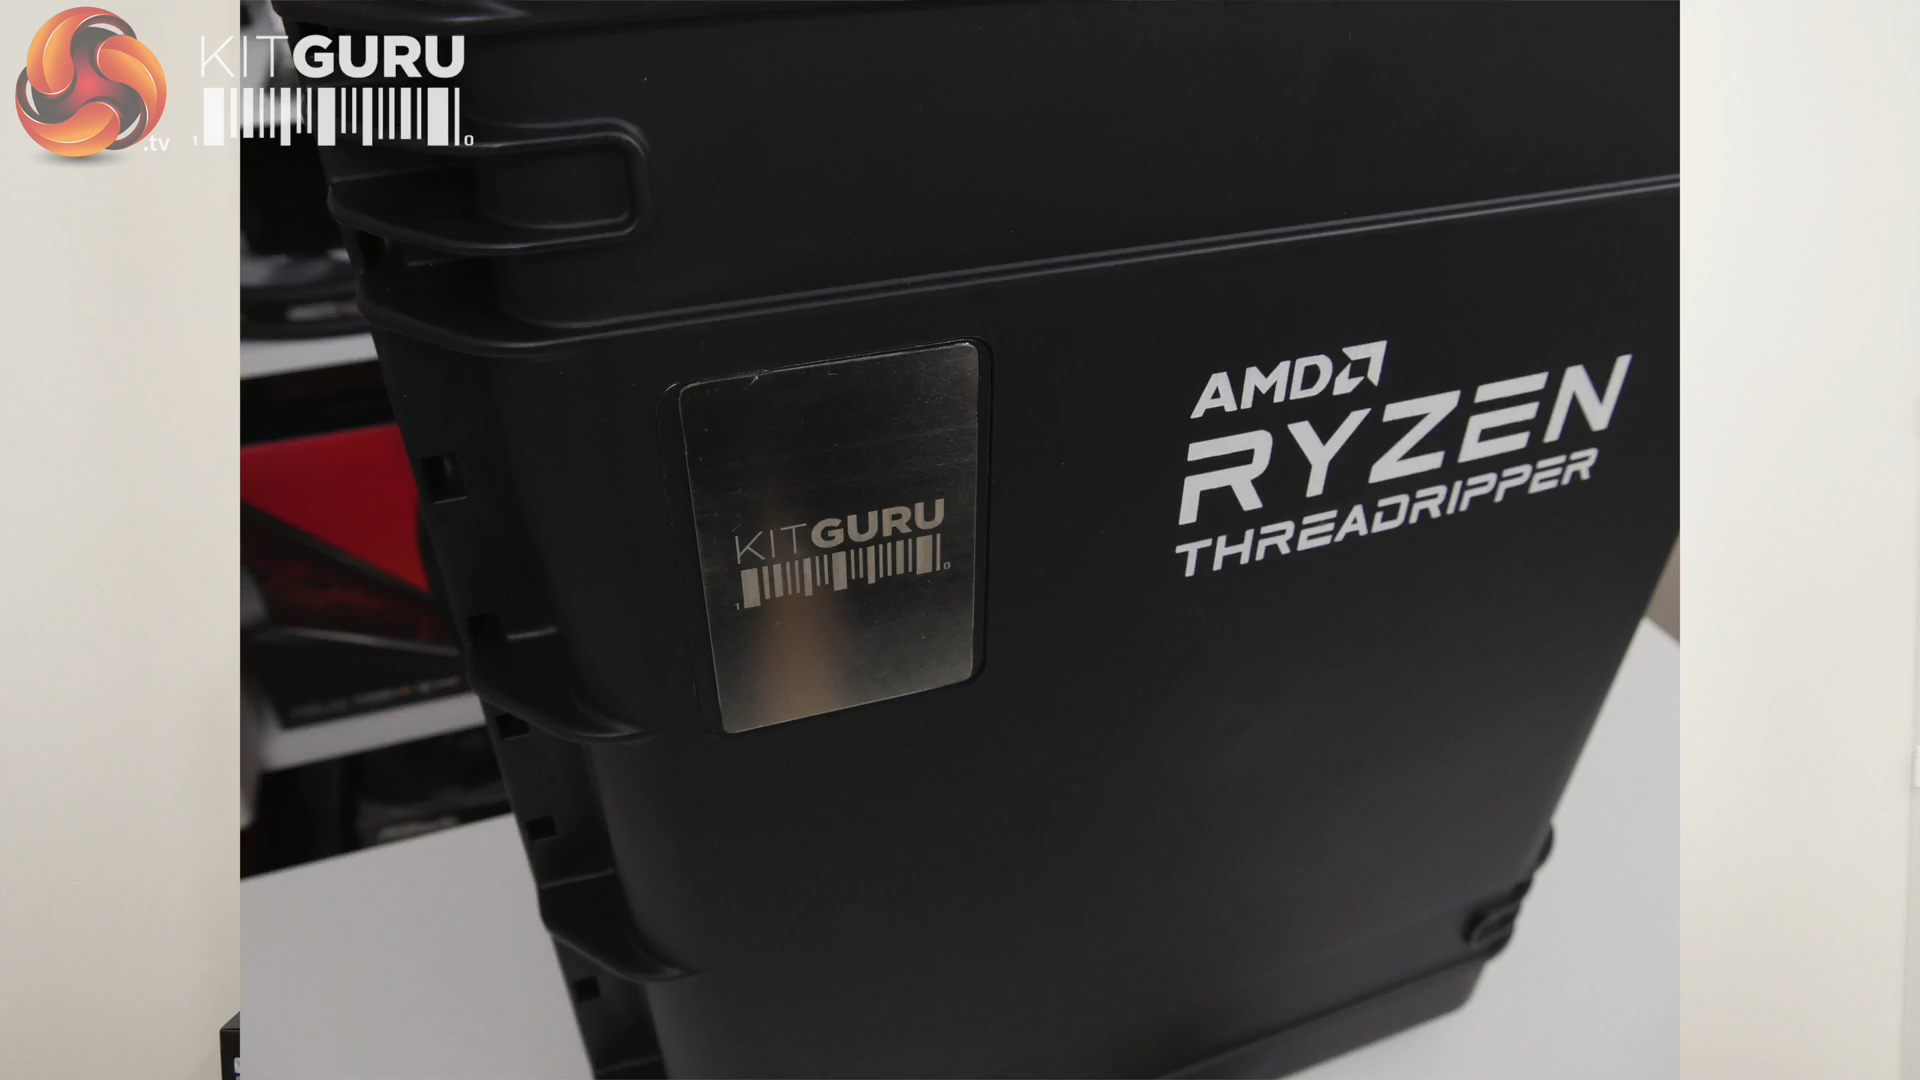 KITGURU
.tv
1 0
AMD
RYZEN
THREADRIPPER
KITGURU
1 0